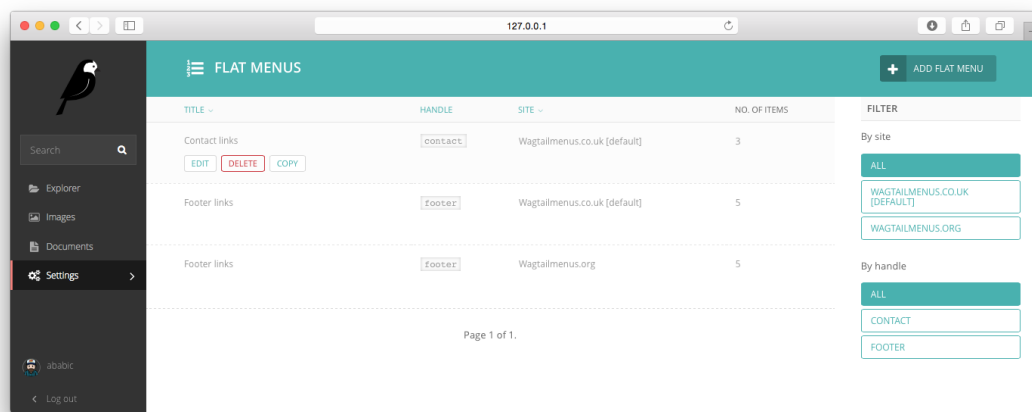 127.0.0.1
FLAT MENUS
ADD FLAT MENU
Search
Explorer
Images
Documents
Settings
ababic
Log out
TITLE HANDLE SITE NO. OF ITEMS
Contact links contact Wagtailmenus.co.uk [default] 3
EDIT DELETE COPY
Footer links footer Wagtailmenus.co.uk [default] 5
Footer links footer Wagtailmenus.org 5
Page 1 of 1.
FILTER
By site
ALL
WAGTAILMENUS.CO.UK
[DEFAULT]
WAGTAILMENUS.ORG
By handle
ALL
CONTACT
FOOTER